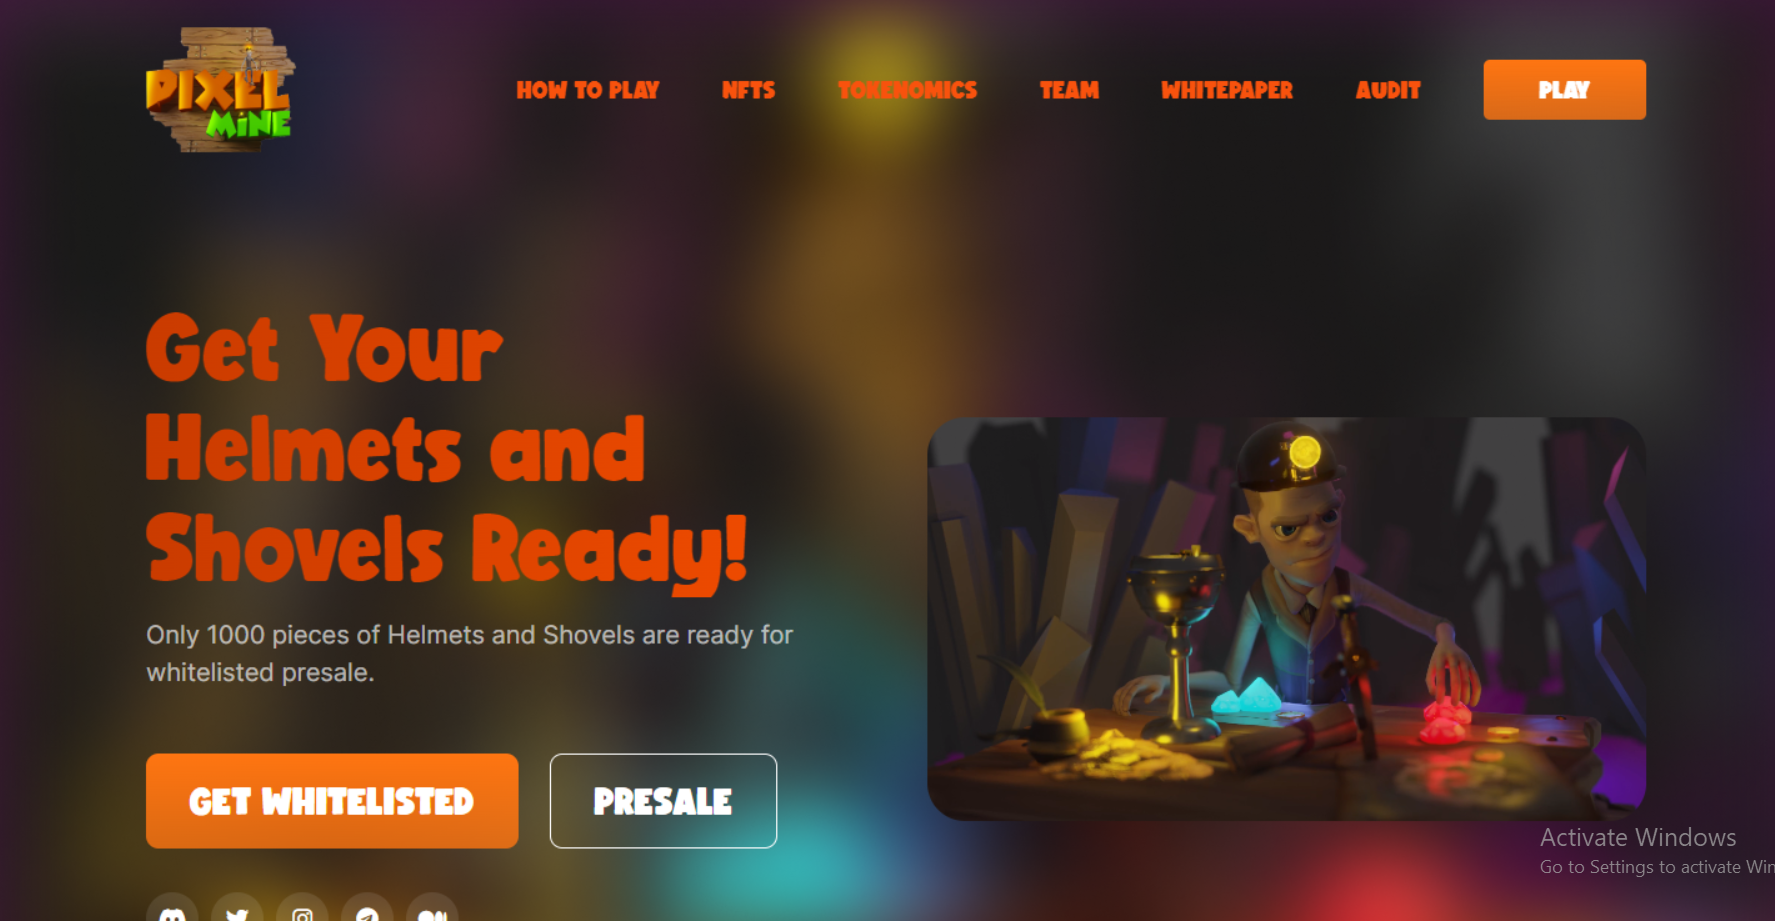 PIXEL
MINE
HOW TO PLAY
NFTS
TOKENOMICS
TEAM
WHITEPAPER
AUDIT
PLAY
Get Your
Helmets and
Shovels Ready!
Only 1000 pieces of Helmets and Shovels are ready for
whitelisted presale.
GET WHITELISTED
PRESALE
Activate Windows
Go to Settings to activate Win